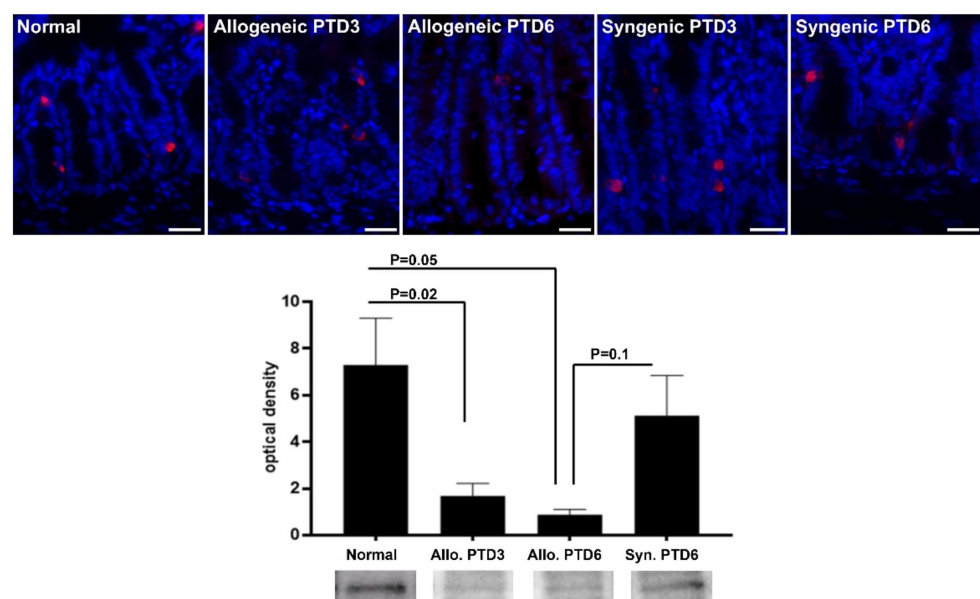 Normal
Allogeneic PTD3
Allogeneic PTD6
Syngenic PTD3
Syngenic PTD6
P=0.05
P=0.02
P=0.1
10
8
6
4
2
0
optical density
Normal
Allo. PTD3
Allo. PTD6
Syn. PTD6